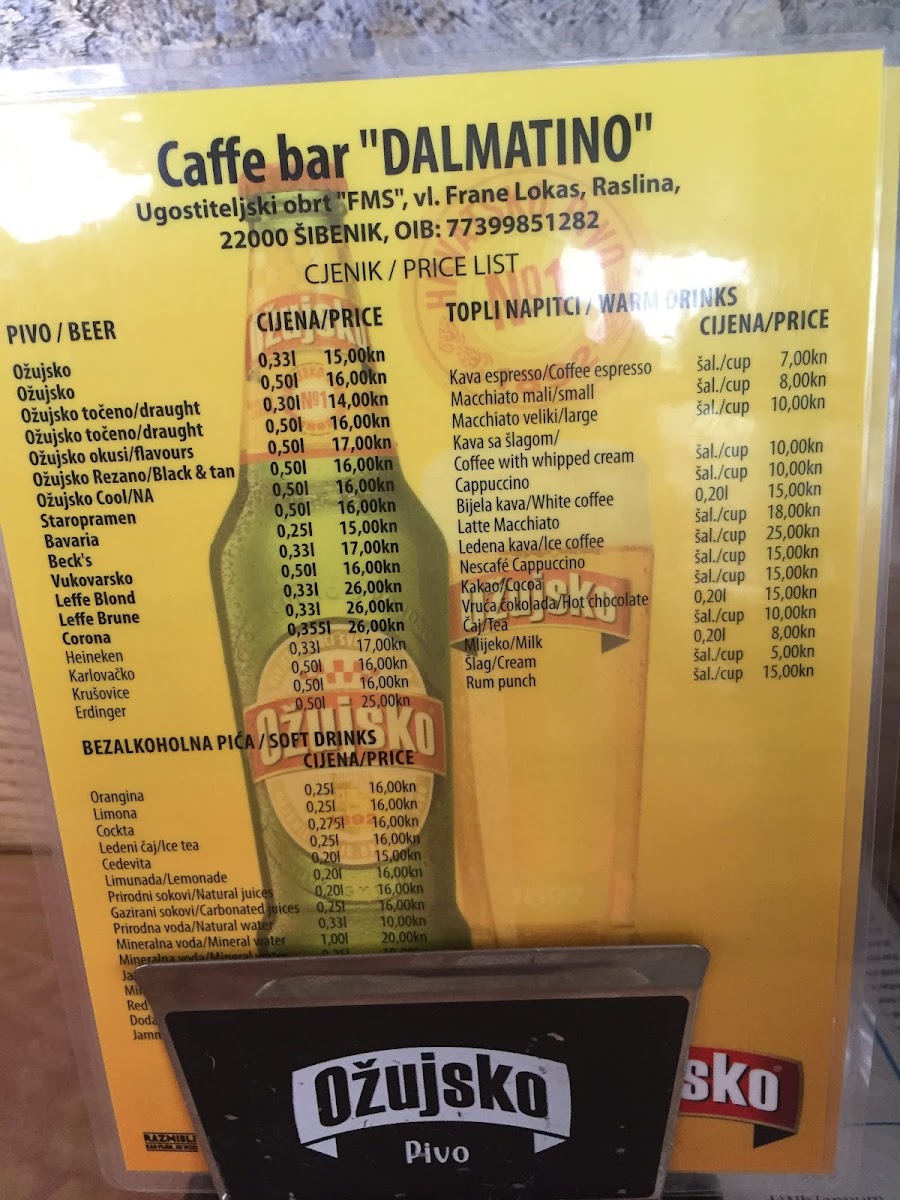 Caffe bar "DALMATINO"
Ugostiteljski obrt "FMS", vl. Frane Lokas, Raslina,
22000 ŠIBENIK, OIB: 77399851282
CJENIK / PRICE LIST
PIVO / BEER CIJENA/PRICE
Ožujsko 0,33l 15,00kn
Ožujsko 0,50l 16,00kn
Ožujsko točeno/draught 0,30l 14,00kn
Ožujsko točeno/draught 0,50l 16,00kn
Ožujsko okusi/flavours 0,50l 17,00kn
Ožujsko Rezano/Black & tan 0,50l 16,00kn
Ožujsko Cool/NA 0,50l 16,00kn
Staropramen 0,50l 16,00kn
Bavaria 0,25l 15,00kn
Beck's 0,33l 17,00kn
Vukovarsko 0,50l 16,00kn
Leffe Blond 0,33l 26,00kn
Leffe Brune 0,33l 26,00kn
Corona 0,355l 26,00kn
Heineken 0,33l 17,00kn
Karlovačko 0,50l 16,00kn
Krušovice 0,50l 16,00kn
Erdinger 0,50l 25,00kn
BEZALKOHOLNA PIĆA / SOFT DRINKS
CIJENA/PRICE
Orangina 0,25l 16,00kn
Limona 0,25l 16,00kn
Cockta 0,275l 16,00kn
Ledeni čaj/Ice tea 0,25l 16,00kn
Cedevita 0,20l 15,00kn
Limunada/Lemonade 0,20l 16,00kn
Prirodni sokovi/Natural juices 0,20l 16,00kn
Gazirani sokovi/Carbonated juices 0,25l 16,00kn
Prirodna voda/Natural water 0,33l 10,00kn
Mineralna voda/Mineral water 1,00l 20,00kn
Mineralna voda/Mineral water
Red
TOPLI NAPITCI / WARM DRINKS
CIJENA/PRICE
Kava espresso/Coffee espresso šal./cup 7,00kn
Macchiato mali/small šal./cup 8,00kn
Macchiato veliki/large šal./cup 10,00kn
Kava sa šlagom/
Coffee with whipped cream šal./cup 10,00kn
Cappuccino šal./cup 10,00kn
Bijela kava/White coffee 0,20l 15,00kn
Latte Macchiato šal./cup 18,00kn
Ledena kava/Ice coffee šal./cup 25,00kn
Nescafé Cappuccino šal./cup 15,00kn
Kakao/Cocoa šal./cup 15,00kn
Vruća čokolada/Hot chocolate 0,20l 15,00kn
Čaj/Tea šal./cup 10,00kn
Mlijeko/Milk 0,20l 8,00kn
Šlag/Cream šal./cup 5,00kn
Rum punch šal./cup 15,00kn
Ožujsko
Ožujsko
Nº1
Ožujsko
Pivo